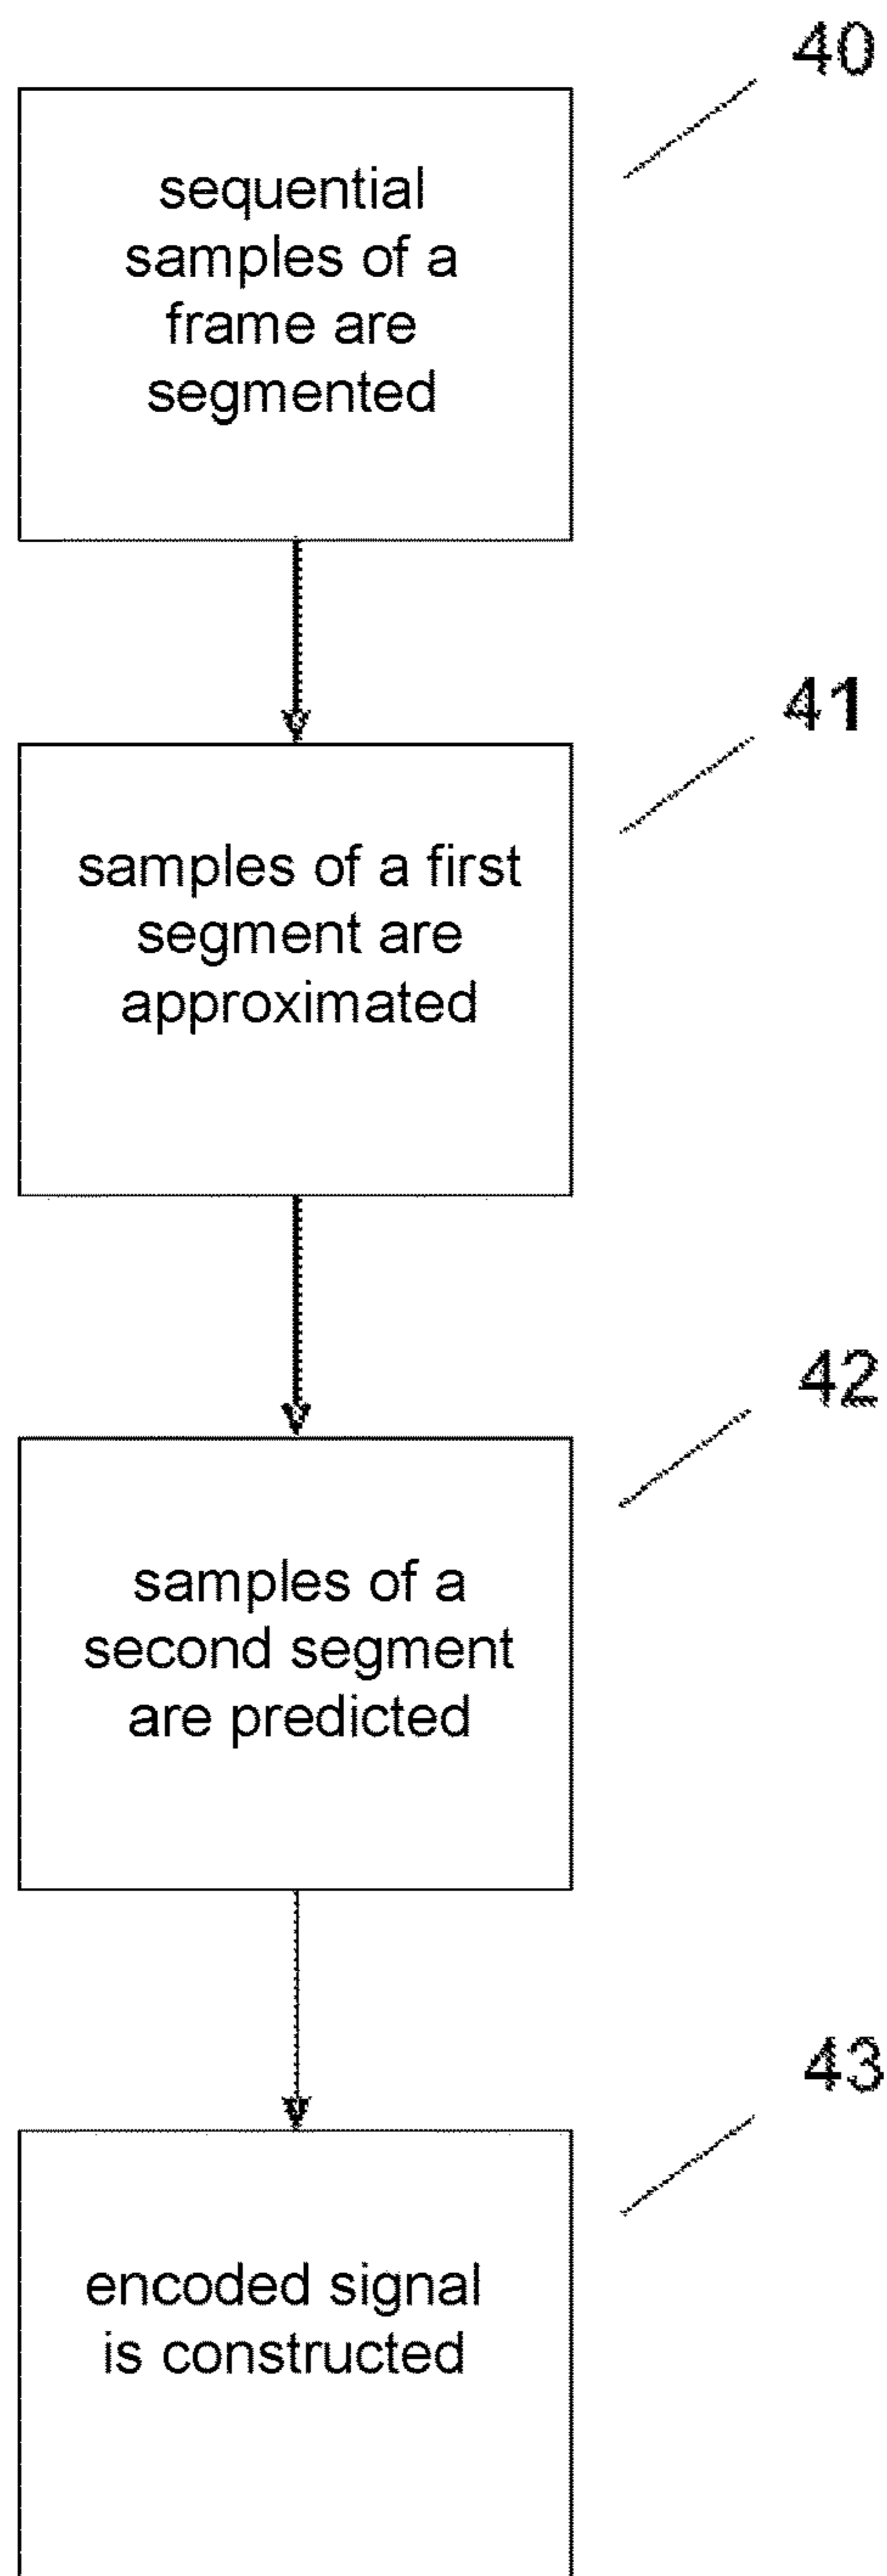 40
sequential
samples of a
frame are
segmented
41
samples of a first
segment are
approximated
42
samples of a
second segment
are predicted
43
encoded signal
is constructed